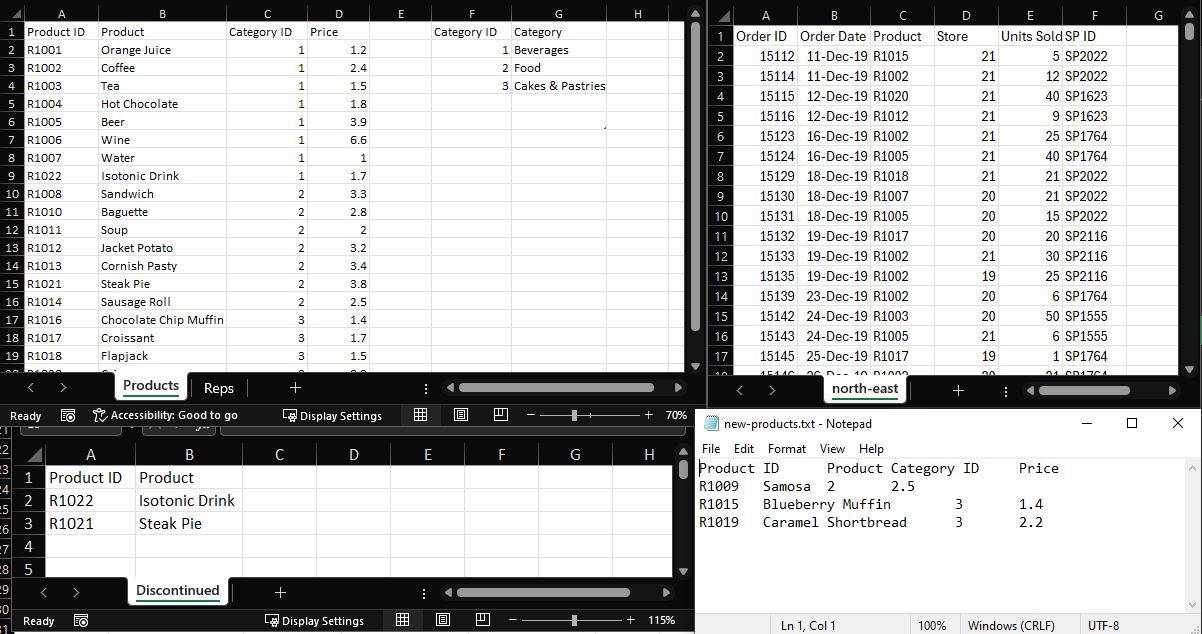 A B C D E F G H
1 Product ID Product Category ID Price Category ID Category
2 R1001 Orange Juice 1 1.2 1 Beverages
3 R1002 Coffee 1 2.4 2 Food
4 R1003 Tea 1 1.5 3 Cakes & Pastries
5 R1004 Hot Chocolate 1 1.8
6 R1005 Beer 1 3.9
7 R1006 Wine 1 6.6
8 R1007 Water 1 1
9 R1022 Isotonic Drink 1 1.7
10 R1008 Sandwich 2 3.3
11 R1010 Baguette 2 2.8
12 R1011 Soup 2 2
13 R1012 Jacket Potato 2 3.2
14 R1013 Cornish Pasty 2 3.4
15 R1021 Steak Pie 2 3.8
16 R1014 Sausage Roll 2 2.5
17 R1016 Chocolate Chip Muffin 3 1.4
18 R1017 Croissant 3 1.7
19 R1018 Flapjack 3 1.5
Products Reps
Ready Accessibility: Good to go Display Settings 70%
A B C D E F G
1 Order ID Order Date Product Store Units Sold SP ID
2 15112 11-Dec-19 R1015 21 5 SP2022
3 15114 11-Dec-19 R1002 21 12 SP2022
4 15115 12-Dec-19 R1020 21 40 SP1623
5 15116 12-Dec-19 R1012 21 9 SP1623
6 15123 16-Dec-19 R1002 21 25 SP1764
7 15124 16-Dec-19 R1005 21 40 SP1764
8 15129 18-Dec-19 R1018 21 21 SP2022
9 15130 18-Dec-19 R1007 20 21 SP2022
10 15131 18-Dec-19 R1005 20 15 SP2022
11 15132 19-Dec-19 R1017 20 20 SP2116
12 15133 19-Dec-19 R1002 21 30 SP2116
13 15135 19-Dec-19 R1002 19 25 SP2116
14 15139 23-Dec-19 R1002 20 6 SP1764
15 15142 24-Dec-19 R1003 20 50 SP1555
16 15143 24-Dec-19 R1005 21 6 SP1555
17 15145 25-Dec-19 R1017 19 1 SP1764
north-east
A B C D E F G H
1 Product ID Product
2 R1022 Isotonic Drink
3 R1021 Steak Pie
4
5
Discontinued
Ready Display Settings 115%
new-products.txt - Notepad
File Edit Format View Help
Product ID Product Category ID Price
R1009 Samosa 2 2.5
R1015 Blueberry Muffin 3 1.4
R1019 Caramel Shortbread 3 2.2
Ln 1, Col 1 100% Windows (CRLF) UTF-8